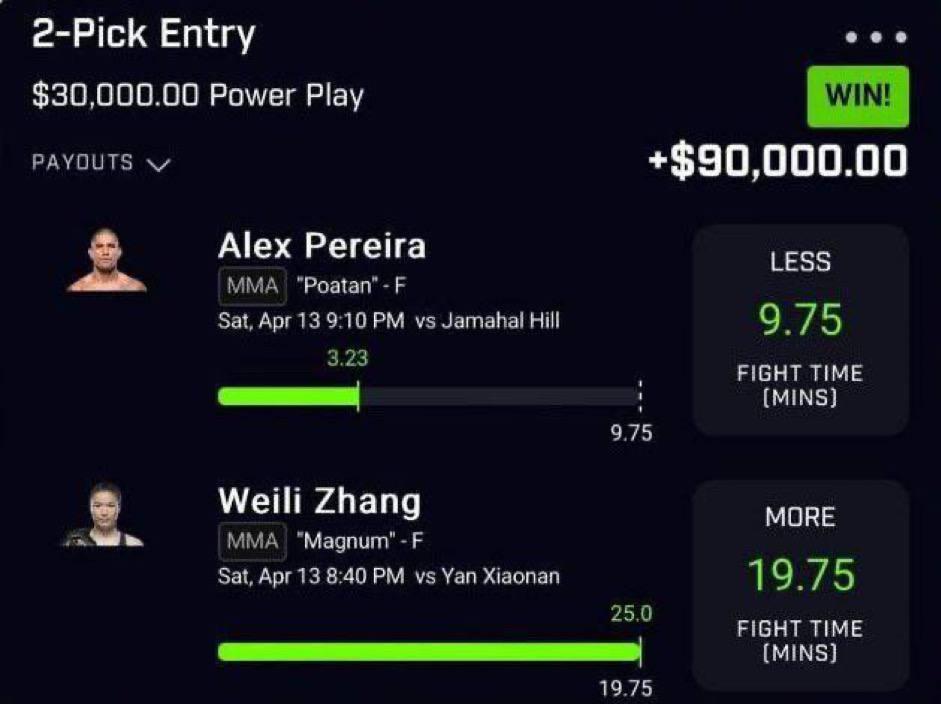 2-Pick Entry
$30,000.00 Power Play
WIN!
PAYOUTS
+$90,000.00
Alex Pereira
MMA "Poatan" - F
Sat, Apr 13 9:10 PM vs Jamahal Hill
3.23
9.75
LESS
9.75
FIGHT TIME
(MINS)
Weili Zhang
MMA "Magnum" - F
Sat, Apr 13 8:40 PM vs Yan Xiaonan
25.0
19.75
MORE
19.75
FIGHT TIME
(MINS)